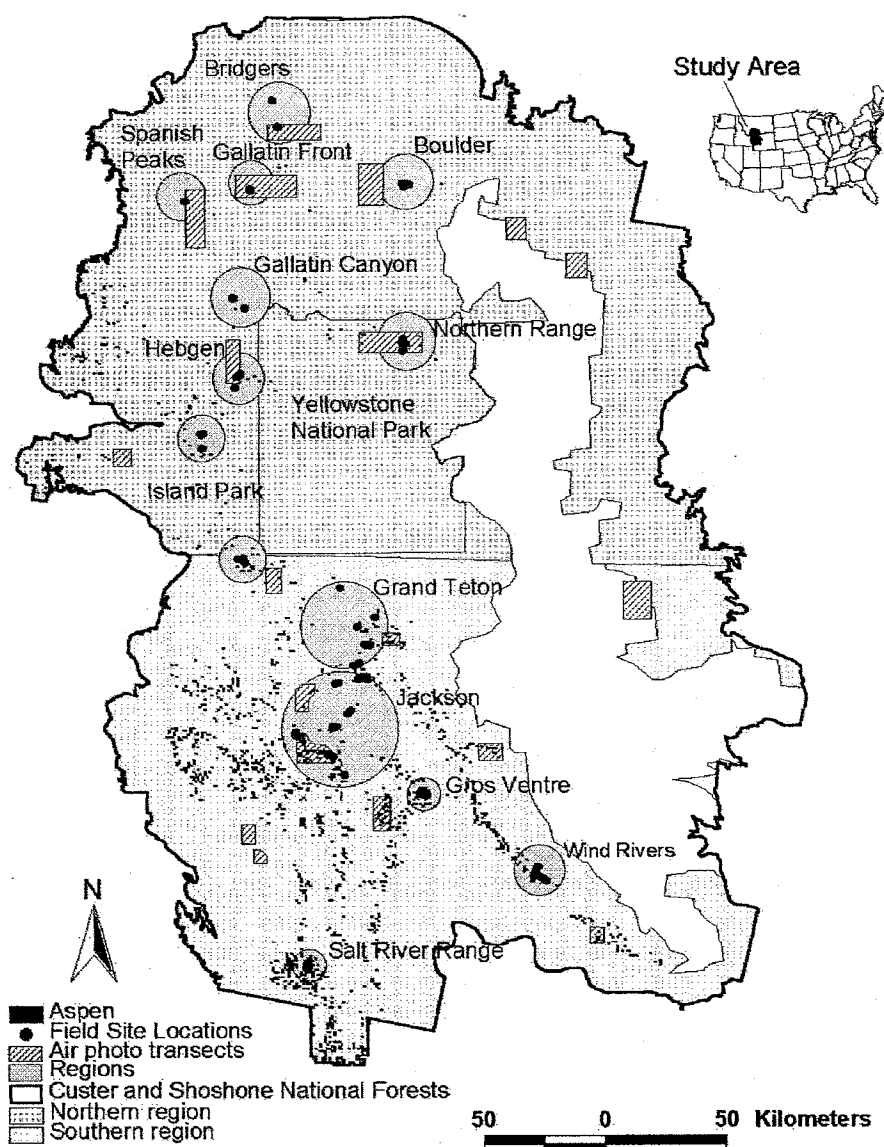 Bridgers
Study Area
Spanish
Peaks
Gallatin Front
Boulder
Gallatin Canyon
Northern Range
Hebgen
Yellowstone
National Park
Island Park
Grand Teton
Jackson
Gros Ventre
Wind Rivers
N
Salt River Range
Aspen
Field Site Locations
Air photo transects
Regions
Custer and Shoshone National Forests
Northern region
Southern region
50 0 50 Kilometers